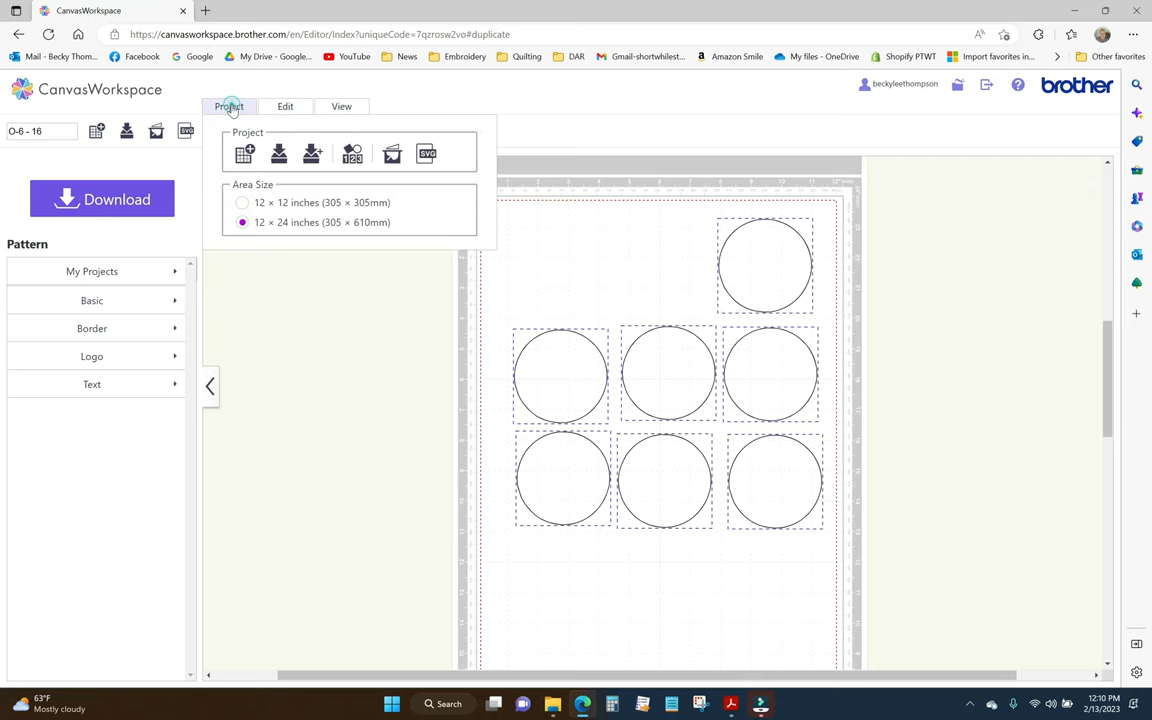 CanvasWorkspace
https://canvasworkspace.brother.com/en/Editor/Index?uniqueCode=7qzrosw2vo#duplicate
Mail - Becky Thom...
Facebook
Google
My Drive - Google...
YouTube
News
Embroidery
Quilting
DAR
Gmail-shortwhilest...
Amazon Smile
My files - OneDrive
Shopify PTWT
Import favorites in...
Other favorites
CanvasWorkspace
Project
Edit
View
beckyleethompson
brother
O-6 - 16
SVG
Project
123
SVG
Area Size
12 × 12 inches (305 × 305mm)
12 × 24 inches (305 × 610mm)
Download
Pattern
My Projects
Basic
Border
Logo
Text
63°F
Mostly cloudy
Search
12:10 PM
2/13/2023